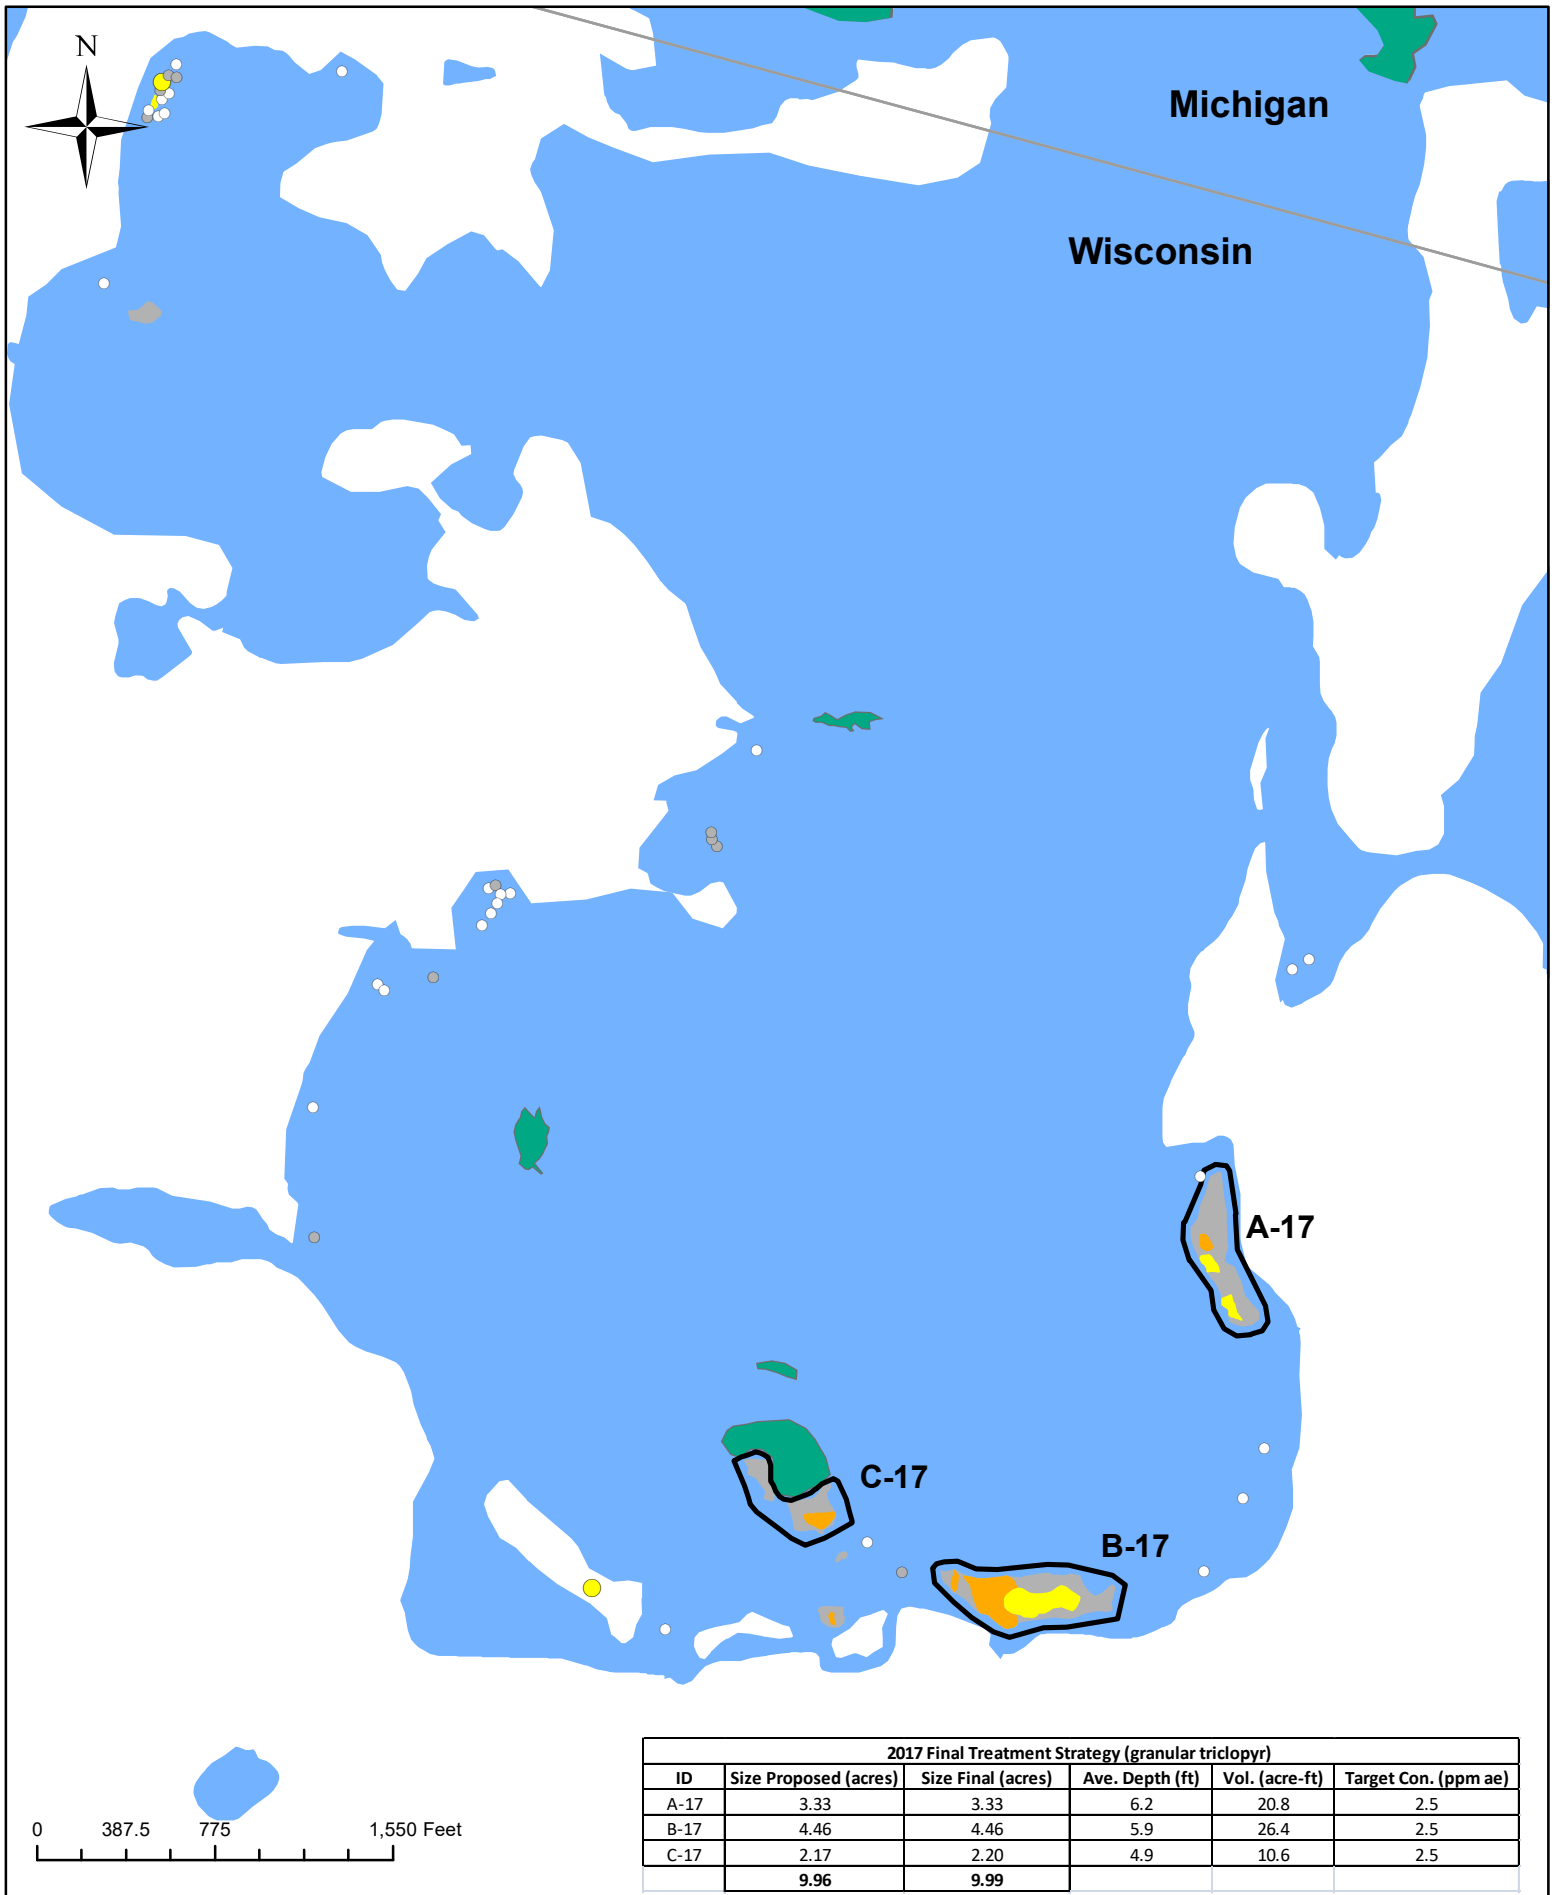 N
Michigan
Wisconsin
A-17
C-17
B-17
2017 Final Treatment Strategy (granular triclopyr)
ID Size Proposed (acres) Size Final (acres) Ave. Depth (ft) Vol. (acre-ft) Target Con. (ppm ae)
A-17 3.33 3.33 6.2 20.8 2.5
B-17 4.46 4.46 5.9 26.4 2.5
C-17 2.17 2.20 4.9 10.6 2.5
9.96 9.99
0 387.5 775 1,550 Feet